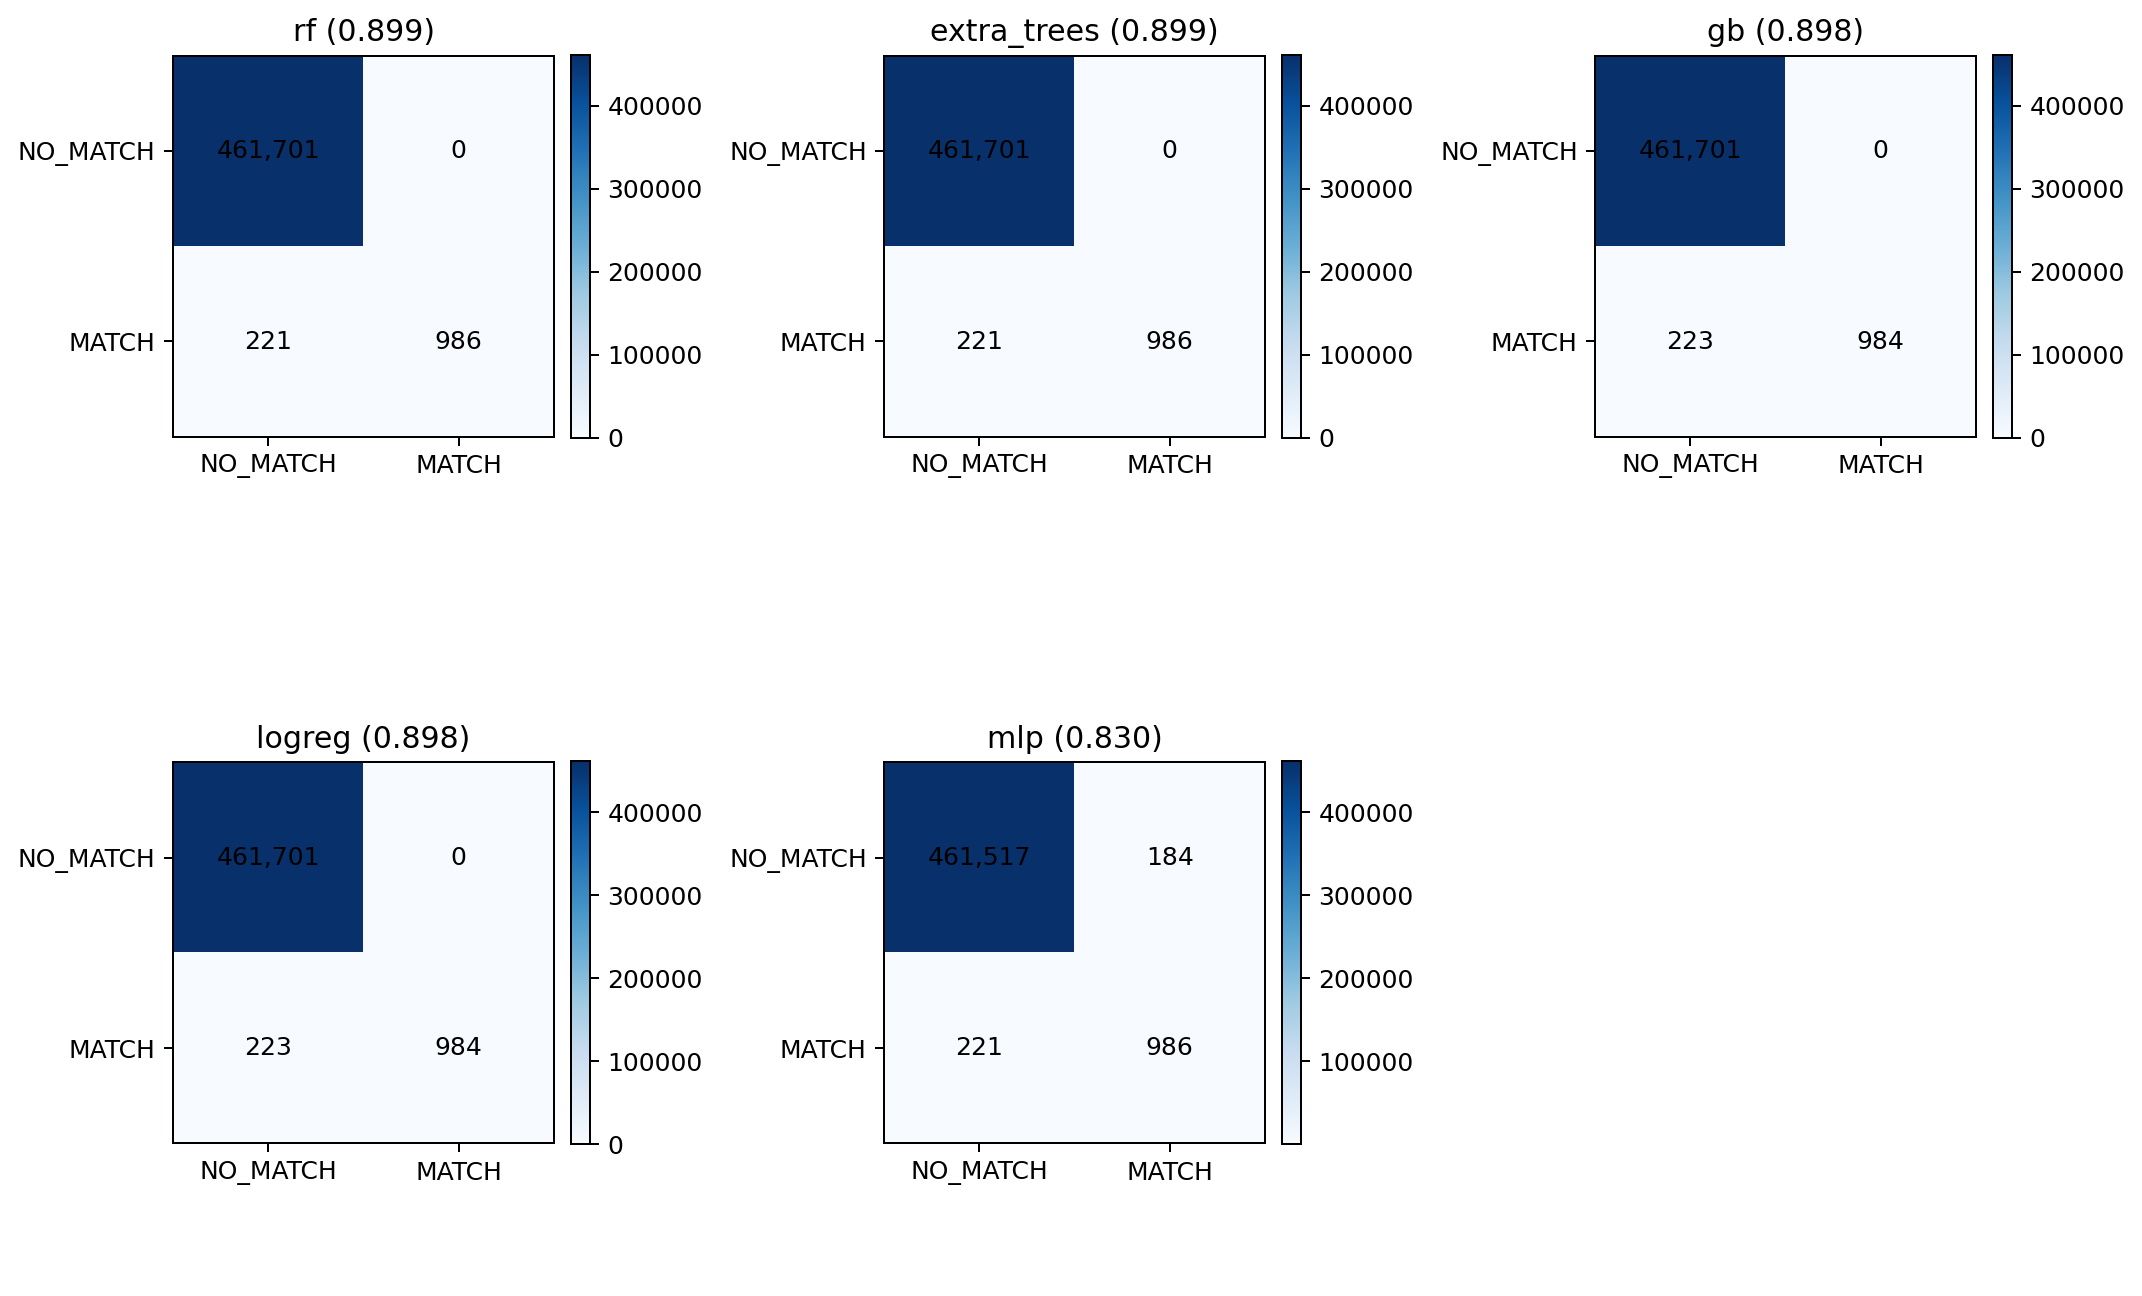 rf (0.899)
NO_MATCH
461,701
0
MATCH
221
986
NO_MATCH
MATCH
400000
300000
200000
100000
0
extra_trees (0.899)
NO_MATCH
461,701
0
MATCH
221
986
NO_MATCH
MATCH
400000
300000
200000
100000
0
gb (0.898)
NO_MATCH
461,701
0
MATCH
223
984
NO_MATCH
MATCH
400000
300000
200000
100000
0
logreg (0.898)
NO_MATCH
461,701
0
MATCH
223
984
NO_MATCH
MATCH
400000
300000
200000
100000
0
mlp (0.830)
NO_MATCH
461,517
184
MATCH
221
986
NO_MATCH
MATCH
400000
300000
200000
100000